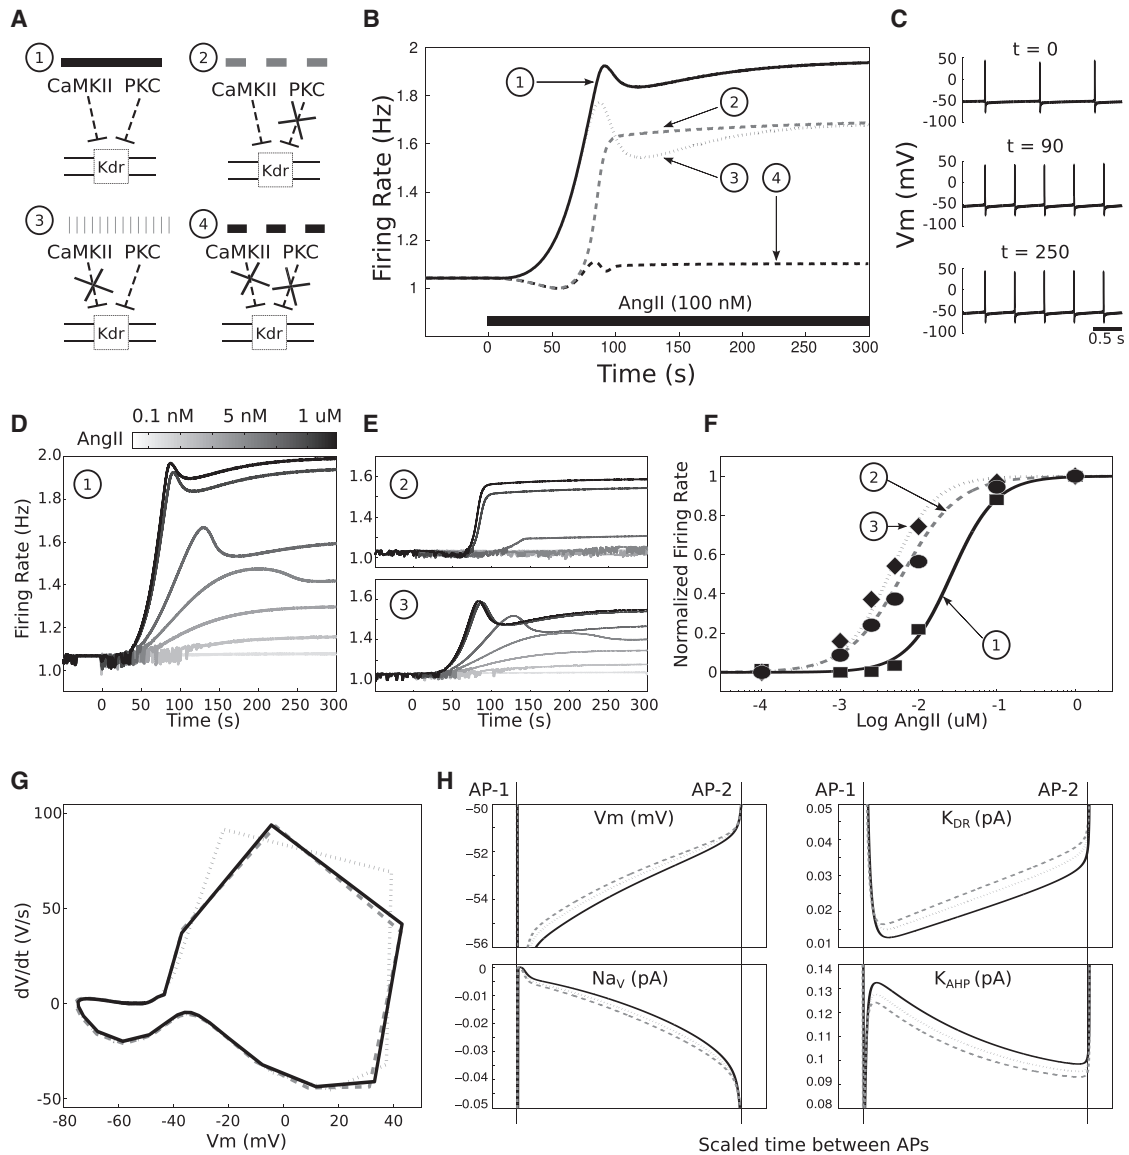 A
1
CaMKII PKC
Kdr
2
CaMKII PKC
Kdr
3
CaMKII PKC
Kdr
4
CaMKII PKC
Kdr
B
Firing Rate (Hz)
2
1.8
1.6
1.4
1.2
1
1
2
3
4
AngII (100 nM)
0 50 100 150 200 250 300
Time (s)
C
Vm (mV)
t = 0
50
0
-50
-100
t = 90
50
0
-50
-100
t = 250
50
0
-50
-100
0.5 s
D
0.1 nM 5 nM 1 uM
AngII
1
Firing Rate (Hz)
2.0
1.8
1.6
1.4
1.2
1.0
0 50 100 150 200 250 300
Time (s)
E
2
1.6
1.4
1.0
3
1.6
1.4
1.0
0 50 100 150 200 250 300
Time (s)
F
Normalized Firing Rate
1
0.8
0.6
0.4
0.2
0
2
3
1
-4 -3 -2 -1 0
Log AngII (uM)
G
dV/dt (V/s)
100
50
0
-50
-80 -60 -40 -20 0 20 40
Vm (mV)
H
AP-1 AP-2
Vm (mV)
−50
−52
−54
−56
AP-1 AP-2
KDR (pA)
0.05
0.04
0.03
0.02
0.01
NaV (pA)
0
−0.01
−0.02
−0.03
−0.04
−0.05
KAHP (pA)
0.14
0.13
0.12
0.11
0.1
0.09
0.08
Scaled time between APs